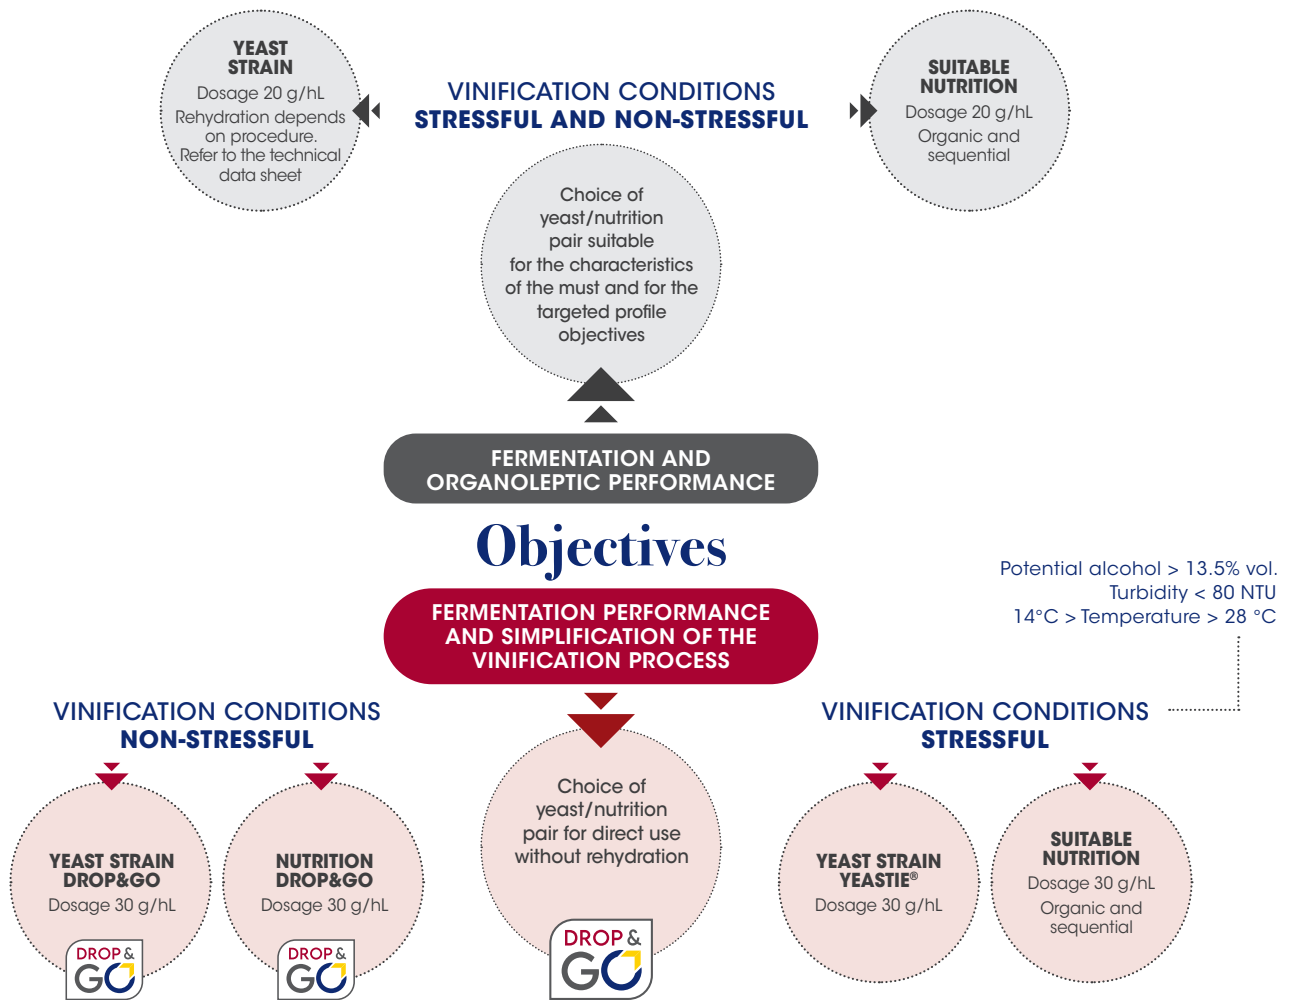 YEAST
STRAIN
Dosage 20 g/hL
Rehydration depends
on procedure.
Refer to the technical
data sheet
VINIFICATION CONDITIONS
STRESSFUL AND NON-STRESSFUL
SUITABLE
NUTRITION
Dosage 20 g/hL
Organic and
sequential
Choice of
yeast/nutrition
pair suitable
for the characteristics
of the must and for the
targeted profile
objectives
FERMENTATION AND
ORGANOLEPTIC PERFORMANCE
Objectives
FERMENTATION PERFORMANCE
AND SIMPLIFICATION OF THE
VINIFICATION PROCESS
Potential alcohol > 13.5% vol.
Turbidity < 80 NTU
14°C > Temperature > 28 °C
VINIFICATION CONDITIONS
NON-STRESSFUL
YEAST STRAIN
DROP&GO
Dosage 30 g/hL
DROP &
GO
NUTRITION
DROP&GO
Dosage 30 g/hL
DROP &
GO
Choice of
yeast/nutrition
pair for direct use
without rehydration
DROP &
GO
VINIFICATION CONDITIONS
STRESSFUL
YEAST STRAIN
YEASTIE®
Dosage 30 g/hL
SUITABLE
NUTRITION
Dosage 30 g/hL
Organic and
sequential